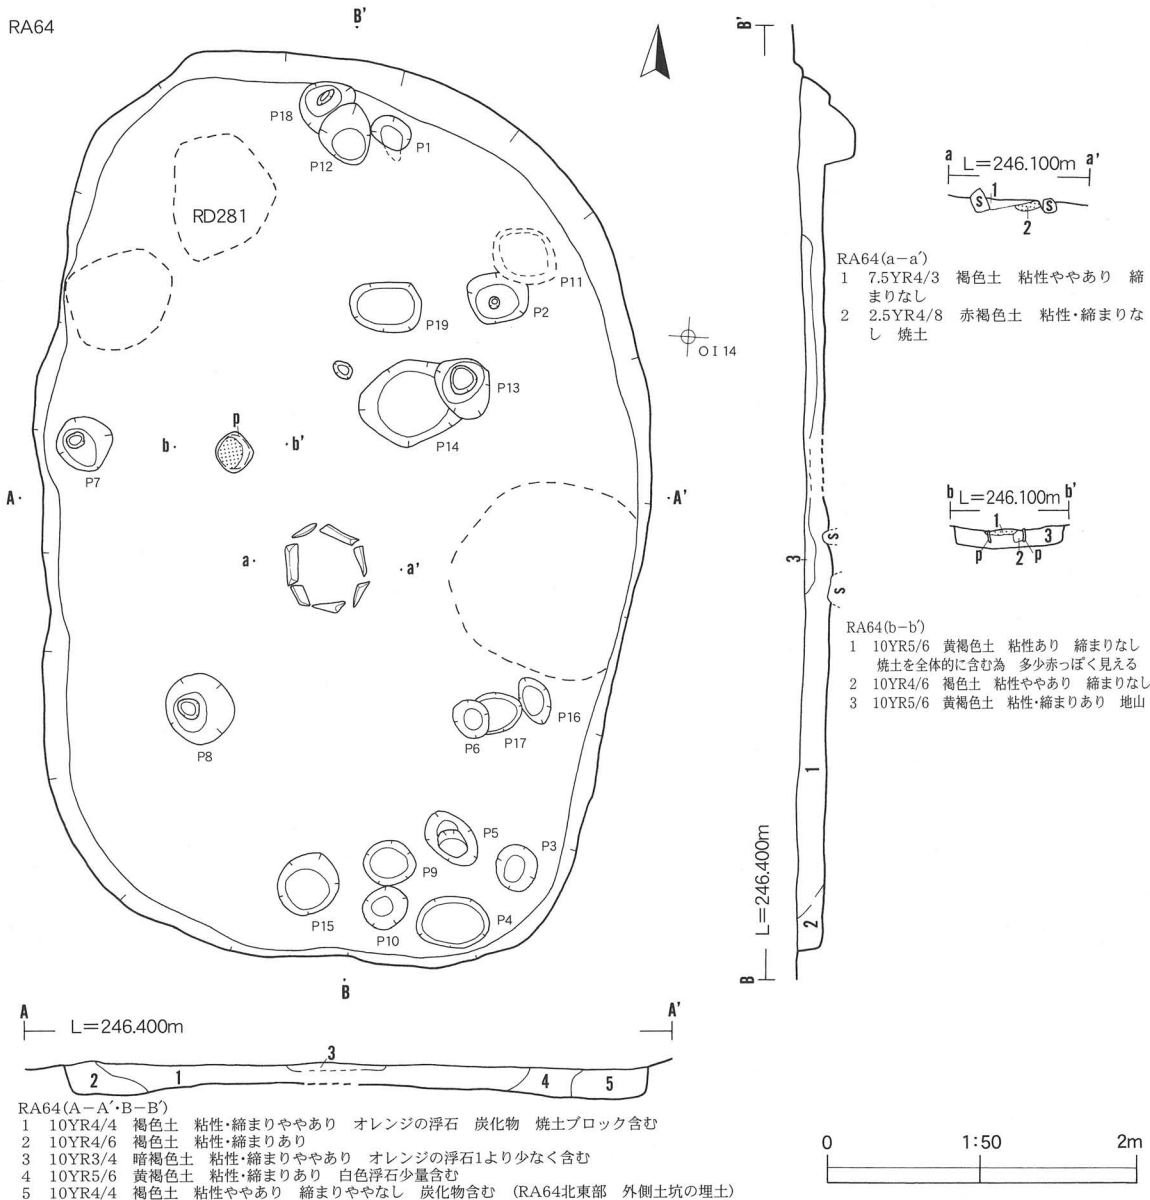 RA64
B'
P18
P12
P1
RD281
P11
P2
P19
OⅠ14
P13
P14
P7
b
p
b'
A
A'
a
a'
P8
P6
P17
P16
P5
P3
P9
P4
P15
P10
B
B'
S
S
3
1
2
L=246.400m
B
a
L=246.100m
a'
S
1
S
2
RA64(a−a′)
1 7.5YR4/3 褐色土 粘性ややあり 締
まりなし
2 2.5YR4/8 赤褐色土 粘性・締まりな
し 焼土
b
L=246.100m
b'
1
3
p
2
p
RA64(b−b′)
1 10YR5/6 黄褐色土 粘性あり 締まりなし
焼土を全体的に含む為 多少赤っぽく見える
2 10YR4/6 褐色土 粘性ややあり 締まりなし
3 10YR5/6 黄褐色土 粘性・締まりあり 地山
A
L=246.400m
A'
3
2
1
4
5
RA64(A−A′・B−B′)
1 10YR4/4 褐色土 粘性・締まりややあり オレンジの浮石 炭化物 焼土ブロック含む
2 10YR4/6 褐色土 粘性・締まりあり
3 10YR3/4 暗褐色土 粘性・締まりややあり オレンジの浮石1より少なく含む
4 10YR5/6 黄褐色土 粘性・締まりあり 白色浮石少量含む
5 10YR4/4 褐色土 粘性ややあり 締まりややなし 炭化物含む (RA64北東部 外側土坑の埋土)
0 1:50 2m